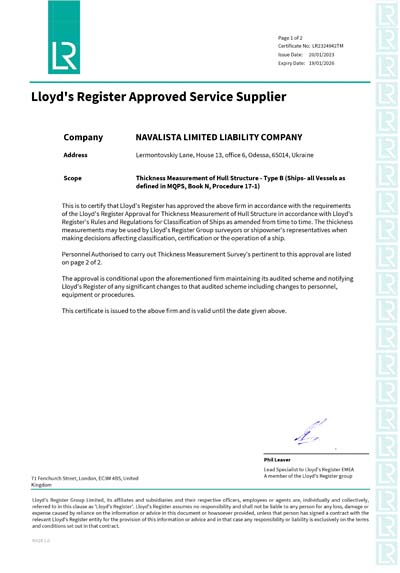 LR
Page 1 of 2
Certificate No: LR2324942TM
Issue Date: 20/01/2023
Expiry Date: 19/01/2026
Lloyd's Register Approved Service Supplier
Company NAVALISTA LIMITED LIABILITY COMPANY
Address Lermontovskiy Lane, House 13, office 6, Odessa, 65014, Ukraine
Scope Thickness Measurement of Hull Structure - Type B (Ships- all Vessels as
defined in MQPS, Book N, Procedure 17-1)
This is to certify that Lloyd's Register has approved the above firm in accordance with the requirements
of the Lloyd's Register Approval for Thickness Measurement of Hull Structure in accordance with Lloyd's
Register's Rules and Regulations for Classification of Ships as amended from time to time. The thickness
measurements may be used by Lloyd's Register Group surveyors or shipowner's representatives when
making decisions affecting classification, certification or the operation of a ship.
Personnel Authorised to carry out Thickness Measurement Survey's pertinent to this approval are listed
on page 2 of 2.
The approval is conditional upon the aforementioned firm maintaining its audited scheme and notifying
Lloyd's Register of any significant changes to that audited scheme including changes to personnel,
equipment or procedures.
This certificate is issued to the above firm and is valid until the date given above.
Phil Leaver
Lead Specialist to Lloyd's Register EMEA
A member of the Lloyd's Register group
71 Fenchurch Street, London, EC3M 4BS, United
Kingdom
Lloyd's Register Group Limited, its affiliates and subsidiaries and their respective officers, employees or agents are, individually and collectively,
referred to in this clause as 'Lloyd's Register'. Lloyd's Register assumes no responsibility and shall not be liable to any person for any loss, damage or
expense caused by reliance on the information or advice in this document or howsoever provided, unless that person has signed a contract with the
relevant Lloyd's Register entity for the provision of this information or advice and in that case any responsibility or liability is exclusively on the terms
and conditions set out in that contract.